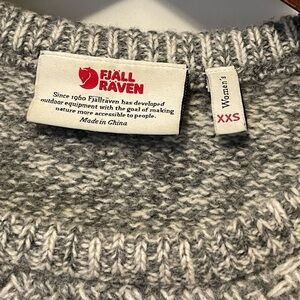 FJÄLL
RÄVEN
Since 1960 Fjällräven has developed
outdoor equipment with the goal of making
nature more accessible to people.
Made in China
Women's
XXS